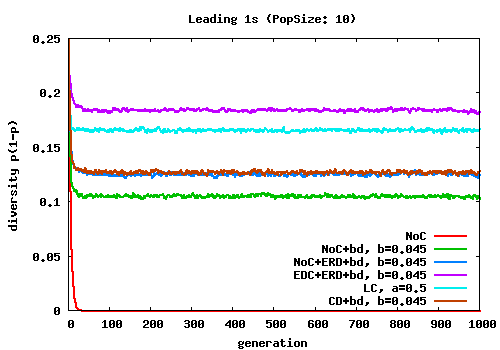 Leading 1s (PopSize: 10)
0.25
0.2
0.15
0.1
0.05
0
diversity p(1-p)
NoC
NoC+bd, b=0.045
NoC+ERD+bd, b=0.045
EDC+ERD+bd, b=0.045
LC, a=0.5
CD+bd, b=0.045
0 100 200 300 400 500 600 700 800 900 1000
generation